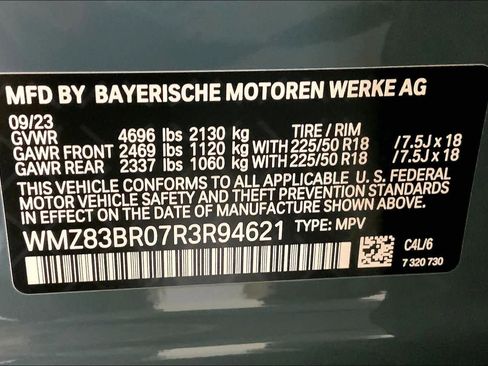 MFD BY BAYERISCHE MOTOREN WERKE AG
09/23
GVWR 4696 lbs 2130 kg TIRE / RIM
GAWR FRONT 2469 lbs 1120 kg WITH 225/50 R18 /7.5J x 18
GAWR REAR 2337 lbs 1060 kg WITH 225/50 R18 /7.5J x 18
THIS VEHICLE CONFORMS TO ALL APPLICABLE U. S. FEDERAL
MOTOR VEHICLE SAFETY AND THEFT PREVENTION STANDARDS
IN EFFECT ON THE DATE OF MANUFACTURE SHOWN ABOVE.
WMZ83BR07R3R94621 TYPE: MPV
C4L/6
7 320 730